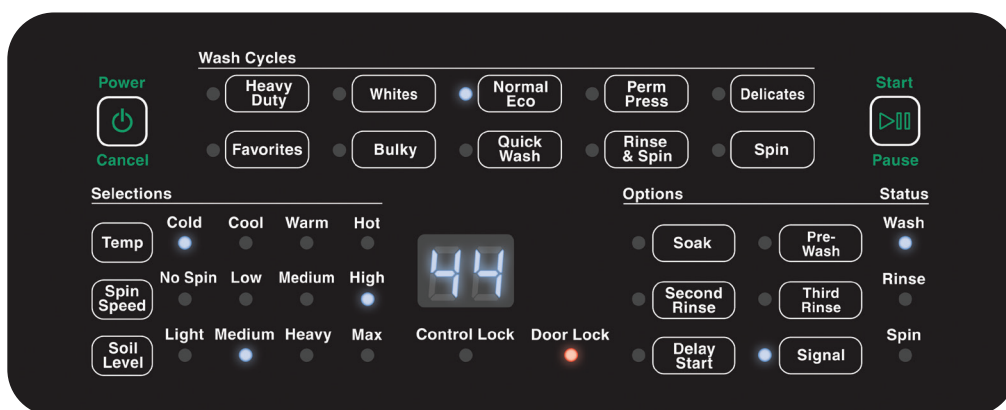 Wash Cycles
Power
Heavy
Duty
Whites
Normal
Eco
Perm
Press
Delicates
Start
Cancel
Favorites
Bulky
Quick
Wash
Rinse
& Spin
Spin
Pause
Selections
Options
Status
Temp
Cold Cool Warm Hot
Soak
Pre-
Wash
Wash
44
Spin
Speed
No Spin Low Medium High
Second
Rinse
Third
Rinse
Rinse
Soil
Level
Light Medium Heavy Max
Control Lock Door Lock
Delay
Start
Signal
Spin